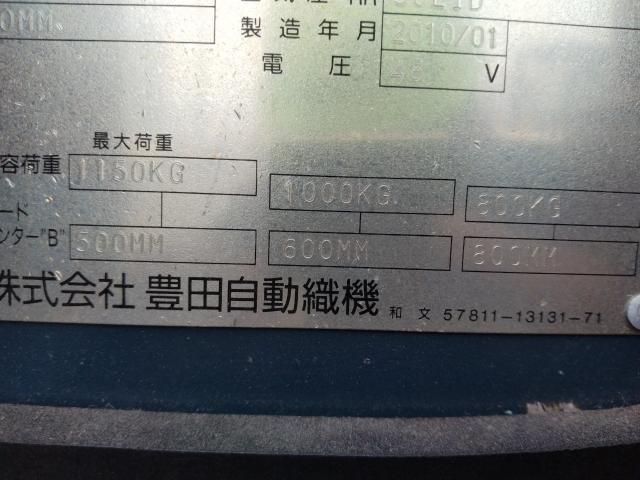 0MM
製造年月 2010/01
電圧 48 V
最大荷重
容荷重 1150KG 1000KG 800KG
ード
ンター"B" 500MM 600MM 800MM
株式会社 豊田自動織機 和文 57811-13131-71